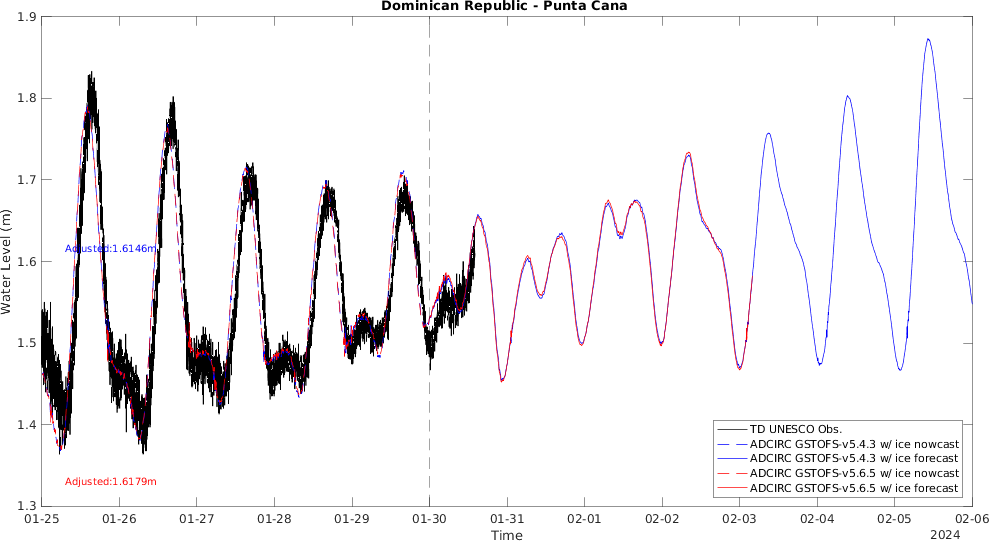 Dominican Republic - Punta Cana
Water Level (m)
1.9
1.8
1.7
1.6
1.5
1.4
1.3
Adjusted:1.6146m
Adjusted:1.6179m
TD UNESCO Obs.
ADCIRC GSTOFS-v5.4.3 w/ ice nowcast
ADCIRC GSTOFS-v5.4.3 w/ ice forecast
ADCIRC GSTOFS-v5.6.5 w/ ice nowcast
ADCIRC GSTOFS-v5.6.5 w/ ice forecast
01-25 01-26 01-27 01-28 01-29 01-30 01-31 02-01 02-02 02-03 02-04 02-05 02-06
Time
2024